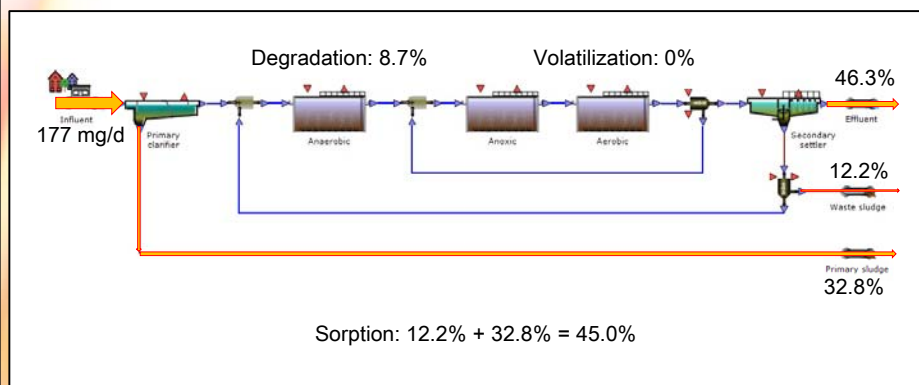 Degradation: 8.7%
Volatilization: 0%
46.3%
Influent
177 mg/d
Primary
clarifier
Anaerobic
Anoxic
Aerobic
Secondary
settler
Effluent
12.2%
Waste sludge
Primary sludge
32.8%
Sorption: 12.2% + 32.8% = 45.0%